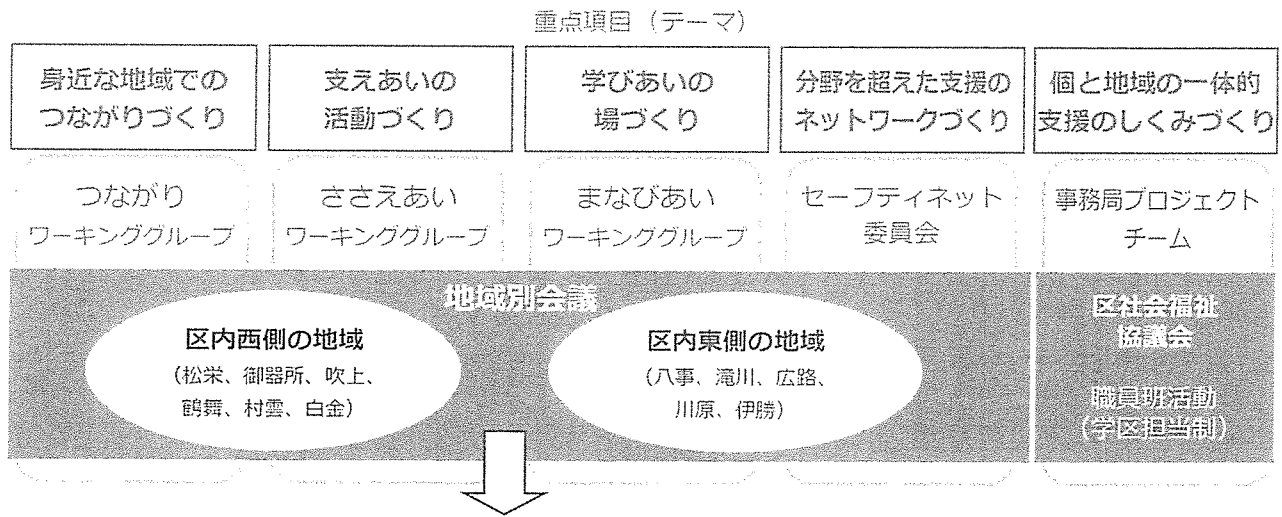 重点項目（テーマ）
身近な地域での
つながりづくり
支えあいの
活動づくり
学びあいの
場づくり
分野を超えた支援の
ネットワークづくり
個と地域の一体的
支援のしくみづくり
つながり
ワーキンググループ
ささえあい
ワーキンググループ
まなびあい
ワーキンググループ
セーフティネット
委員会
事務局プロジェクト
チーム
地域別会議
区内西側の地域
（松栄、御器所、吹上、
鶴舞、村雲、白金）
区内東側の地域
（八事、滝川、広路、
川原、伊勝）
区社会福祉
協議会
職員班活動
（学区担当制）